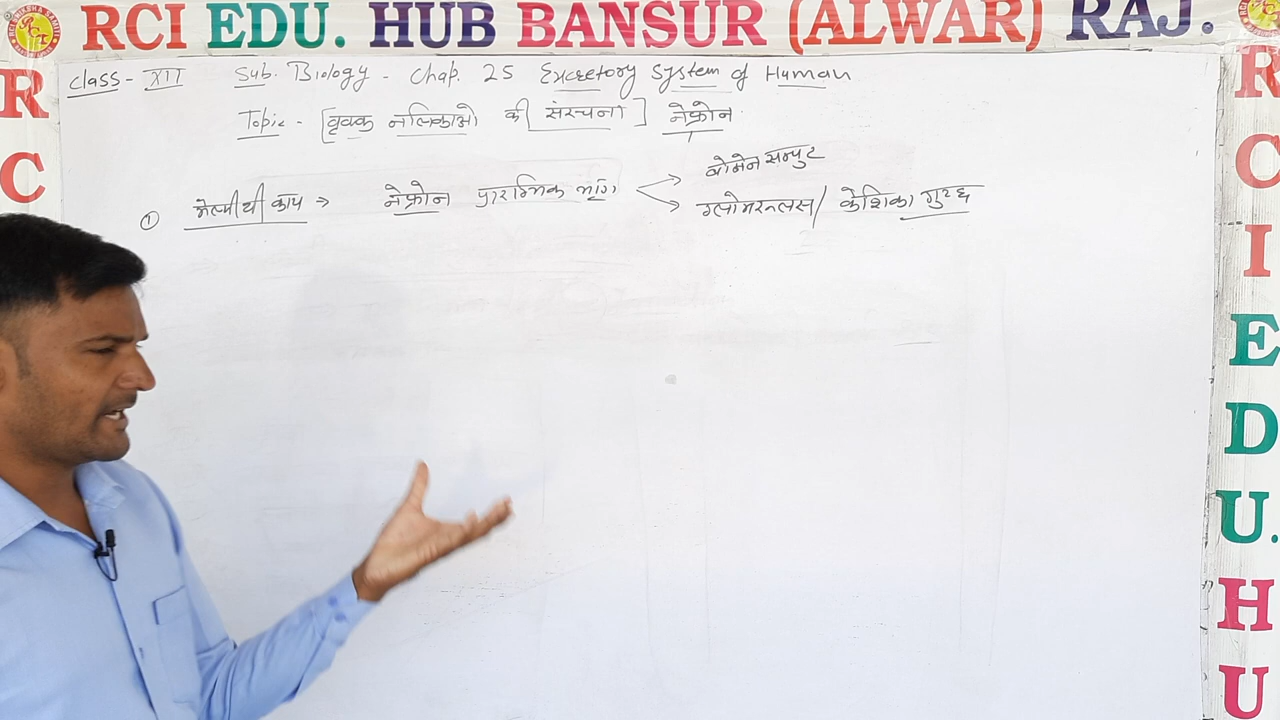 RCI EDU. HUB BANSUR (ALWAR) RAJ.
Class - XII Sub. Biology - Chap. 25 Excretory System of Human
Topic - [वृक्क नलिकाओ की संरचना] नेफ्रोन
① मेल्पीघी काय → नेफ्रोन प्रारम्भिक भाग
बोमेन सम्पुट
ग्लोमरूलस / केशिका गुच्छ
R
C
R
C
I
E
D
U.
H
U